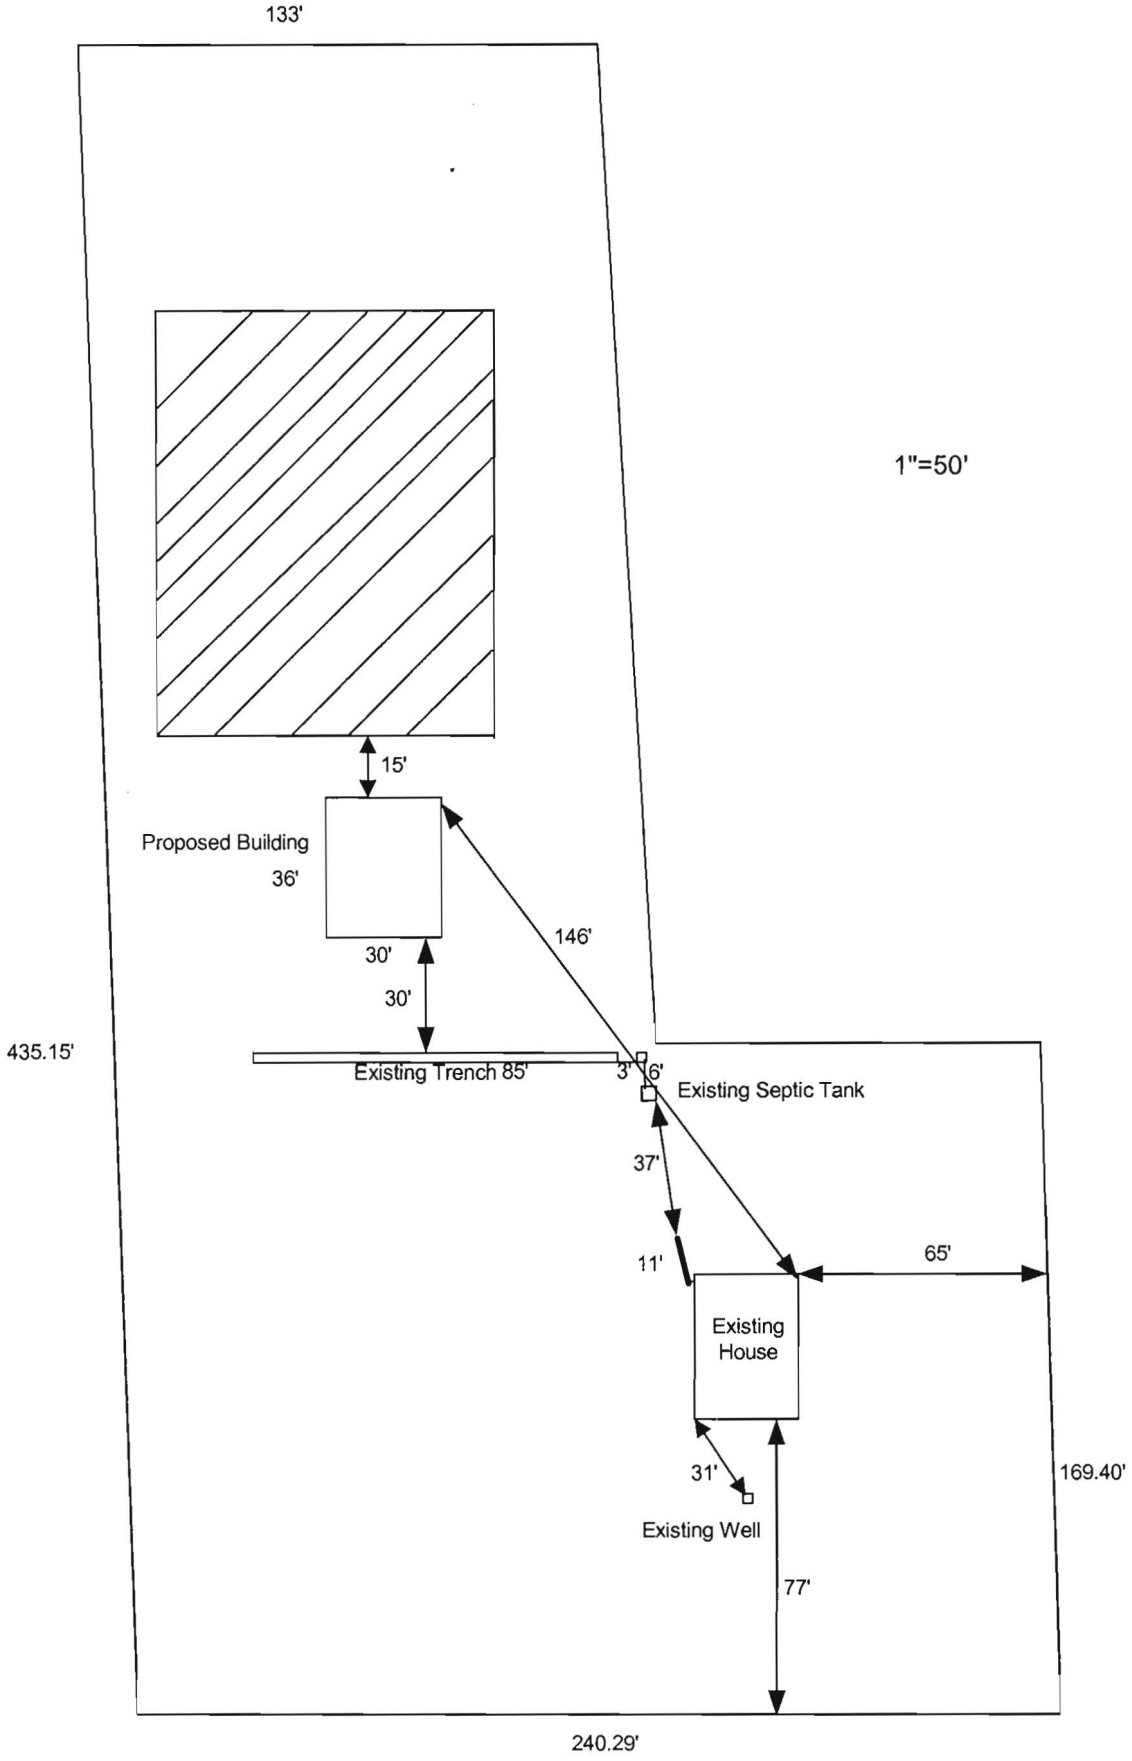 133'
1"=50'
15'
Proposed Building
36'
146'
30'
30'
435.15'
Existing Trench 85'
3'
6'
Existing Septic Tank
37'
11'
65'
Existing
House
31'
169.40'
Existing Well
77'
240.29'